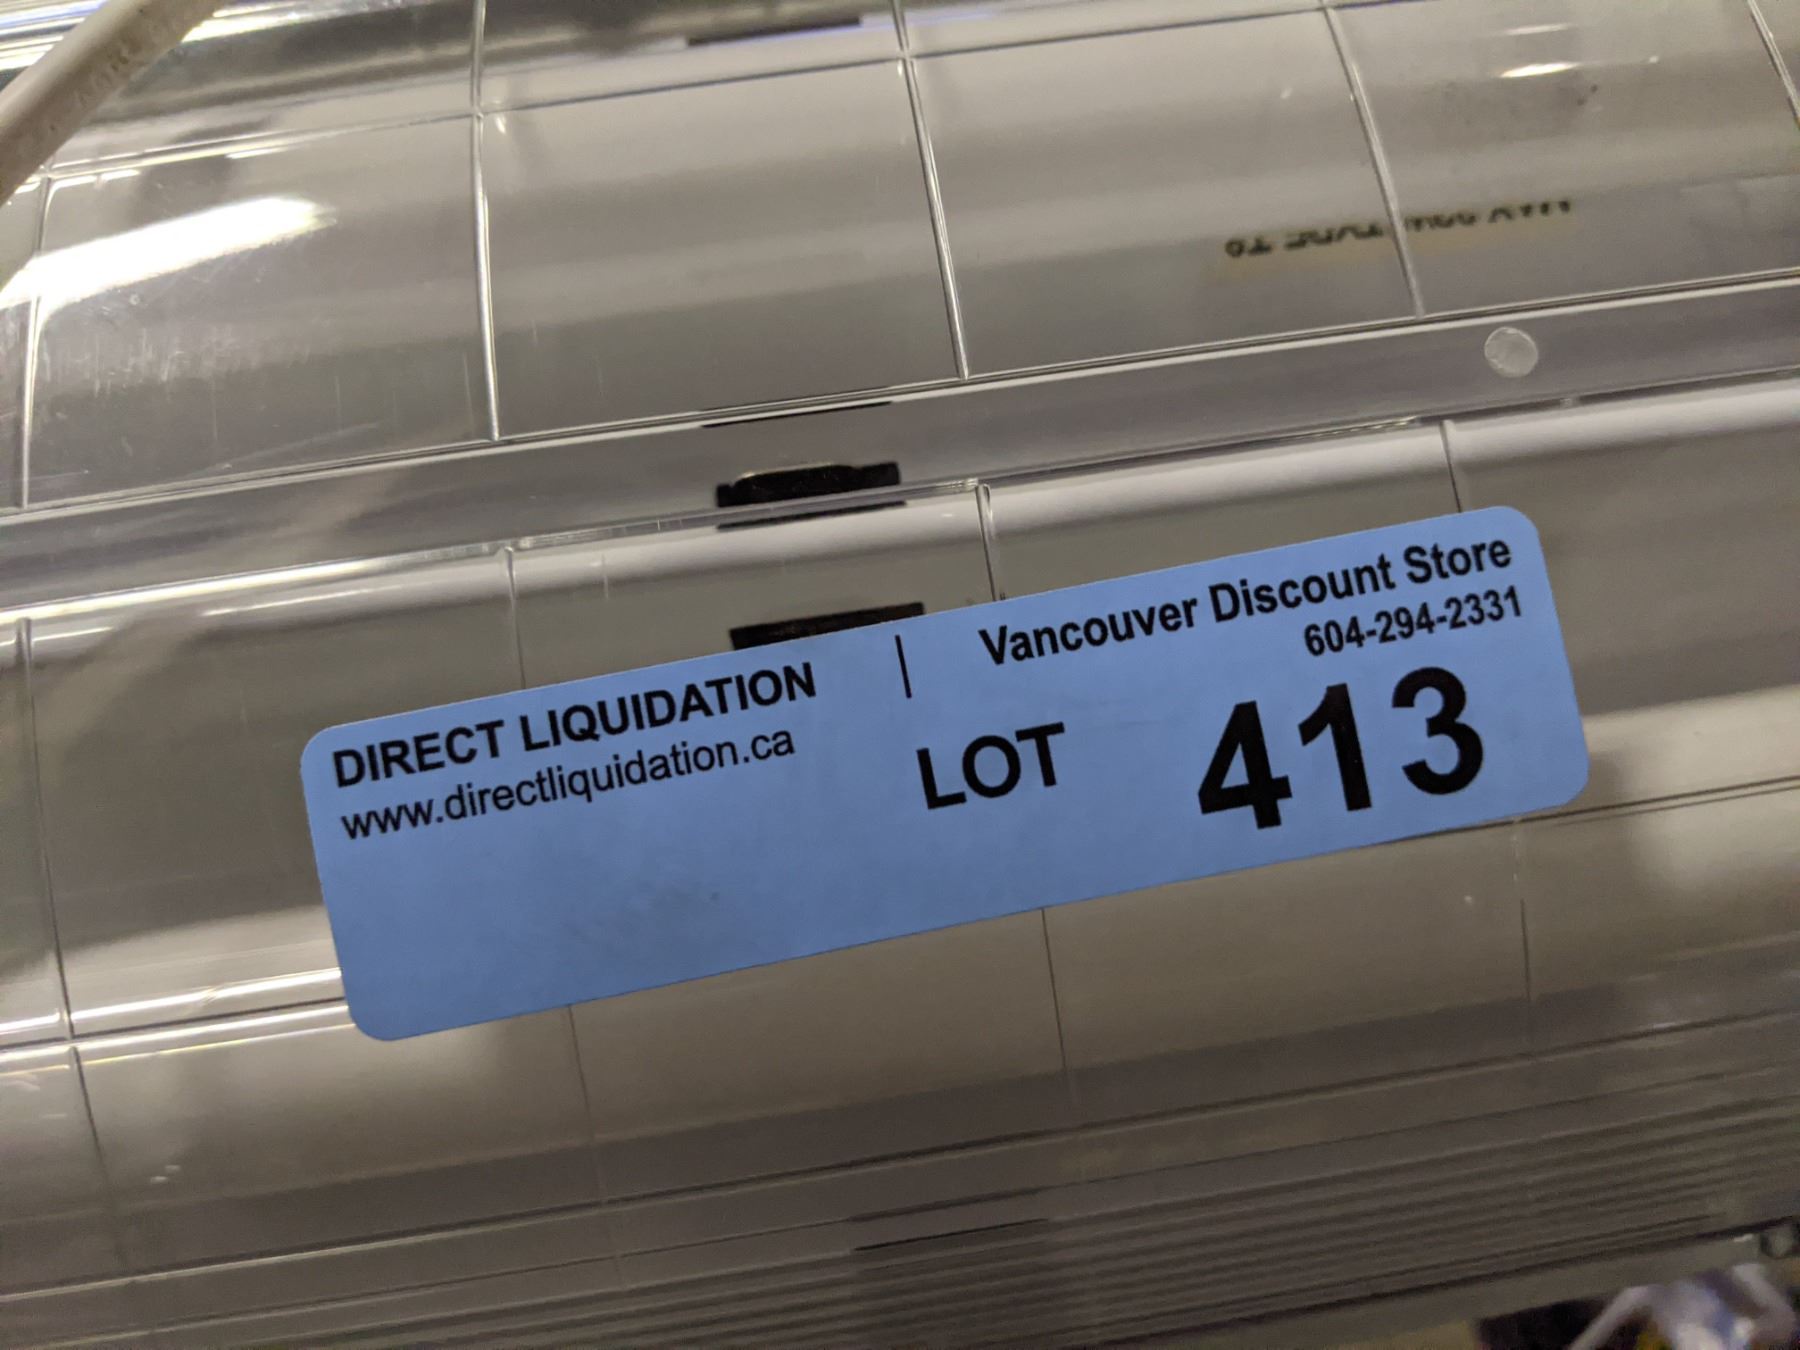 DIRECT LIQUIDATION | Vancouver Discount Store
www.directliquidation.ca
604-294-2331
LOT 413